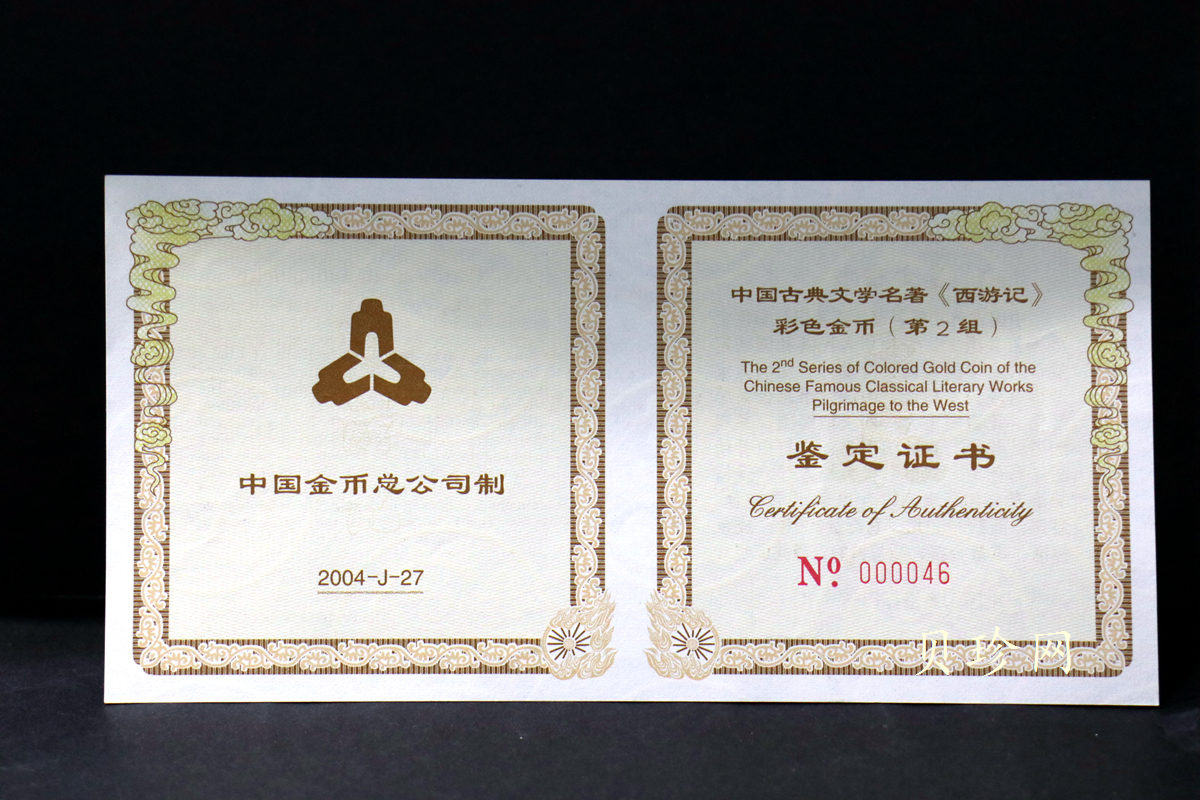 中国金币总公司制
2004-J-27
中国古典文学名著《西游记》
彩色金币（第2组）
The 2nd Series of Colored Gold Coin of the
Chinese Famous Classical Literary Works
Pilgrimage to the West
鉴定证书
Certificate of Authenticity
Nº. 000046
贝珍网